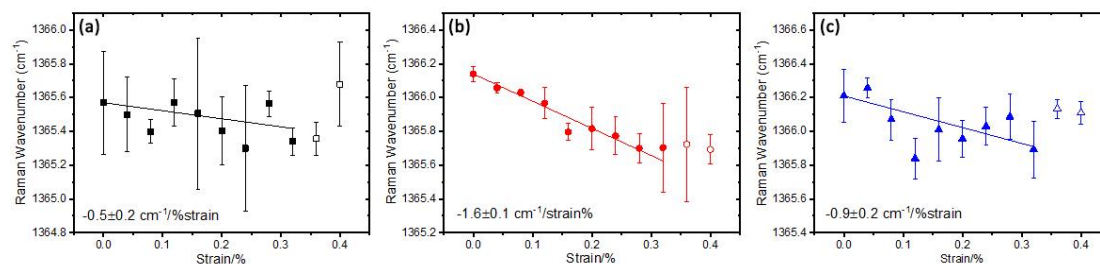 (a)
Raman Wavenumber (cm⁻¹)
1366.0
1365.8
1365.6
1365.4
1365.2
1365.0
1364.8
-0.5±0.2 cm⁻¹/%strain
0.0 0.1 0.2 0.3 0.4
Strain/%
(b)
Raman Wavenumber (cm⁻¹)
1366.4
1366.2
1366.0
1365.8
1365.6
1365.4
1365.2
-1.6±0.1 cm⁻¹/strain%
0.0 0.1 0.2 0.3 0.4
Strain/%
(c)
Raman Wavenumber (cm⁻¹)
1366.6
1366.4
1366.2
1366.0
1365.8
1365.6
1365.4
-0.9±0.2 cm⁻¹/%strain
0.0 0.1 0.2 0.3 0.4
Strain/%